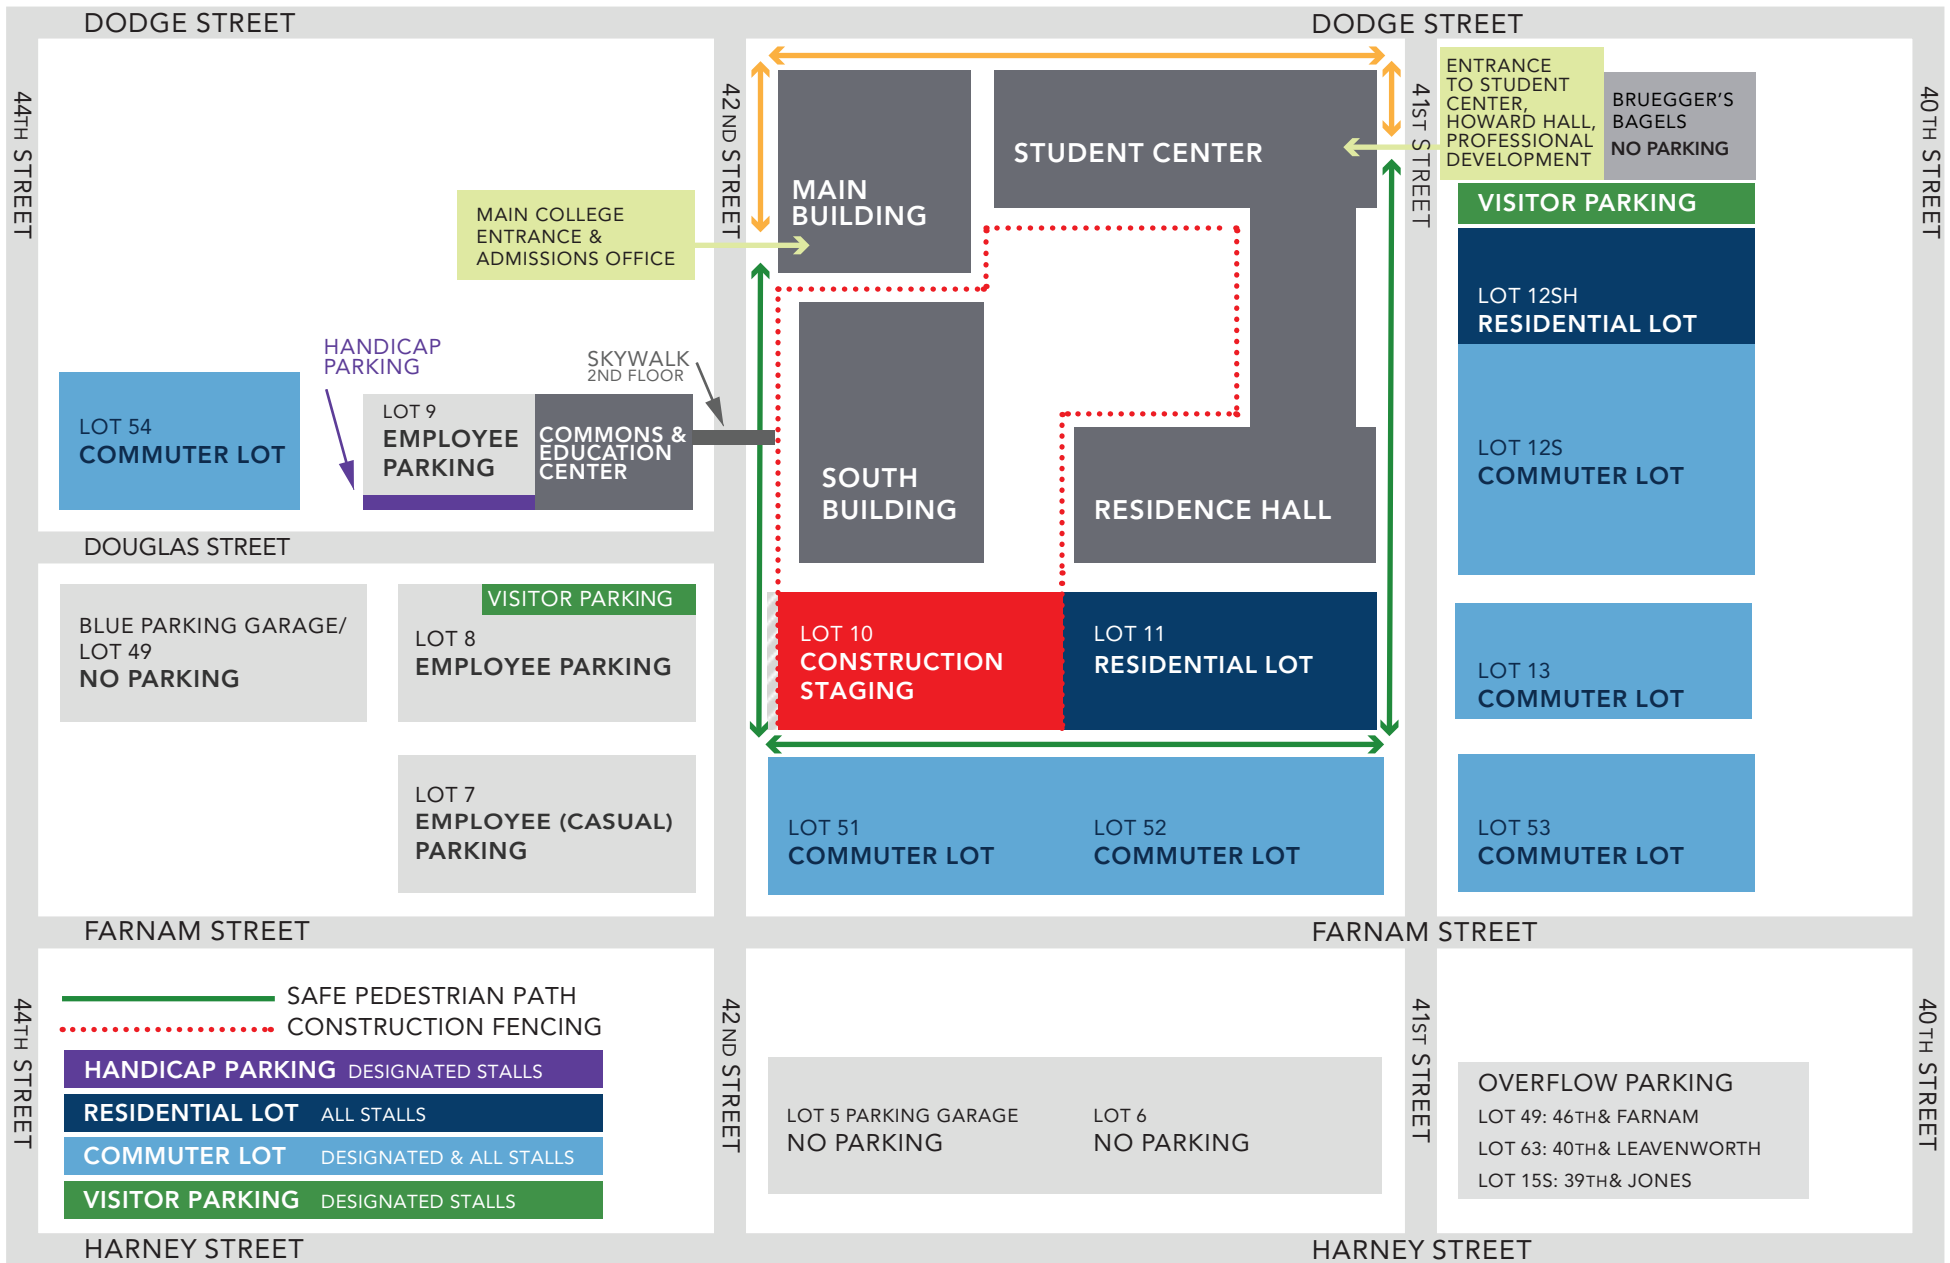 DODGE STREET
DODGE STREET
44TH STREET
42ND STREET
41ST STREET
40TH STREET
ENTRANCE
TO STUDENT
CENTER,
HOWARD HALL,
PROFESSIONAL
DEVELOPMENT
BRUEGGER'S
BAGELS
NO PARKING
STUDENT CENTER
MAIN
BUILDING
VISITOR PARKING
MAIN COLLEGE
ENTRANCE &
ADMISSIONS OFFICE
LOT 12SH
RESIDENTIAL LOT
HANDICAP
PARKING
SKYWALK
2ND FLOOR
LOT 54
COMMUTER LOT
LOT 9
EMPLOYEE
PARKING
COMMONS &
EDUCATION
CENTER
SOUTH
BUILDING
RESIDENCE HALL
LOT 12S
COMMUTER LOT
DOUGLAS STREET
BLUE PARKING GARAGE/
LOT 49
NO PARKING
VISITOR PARKING
LOT 8
EMPLOYEE PARKING
LOT 10
CONSTRUCTION
STAGING
LOT 11
RESIDENTIAL LOT
LOT 13
COMMUTER LOT
LOT 7
EMPLOYEE (CASUAL)
PARKING
LOT 51
COMMUTER LOT
LOT 52
COMMUTER LOT
LOT 53
COMMUTER LOT
FARNAM STREET
FARNAM STREET
44TH STREET
42ND STREET
41ST STREET
40TH STREET
SAFE PEDESTRIAN PATH
CONSTRUCTION FENCING
HANDICAP PARKING DESIGNATED STALLS
RESIDENTIAL LOT ALL STALLS
COMMUTER LOT DESIGNATED & ALL STALLS
VISITOR PARKING DESIGNATED STALLS
LOT 5 PARKING GARAGE
NO PARKING
LOT 6
NO PARKING
OVERFLOW PARKING
LOT 49: 46TH& FARNAM
LOT 63: 40TH& LEAVENWORTH
LOT 15S: 39TH& JONES
HARNEY STREET
HARNEY STREET